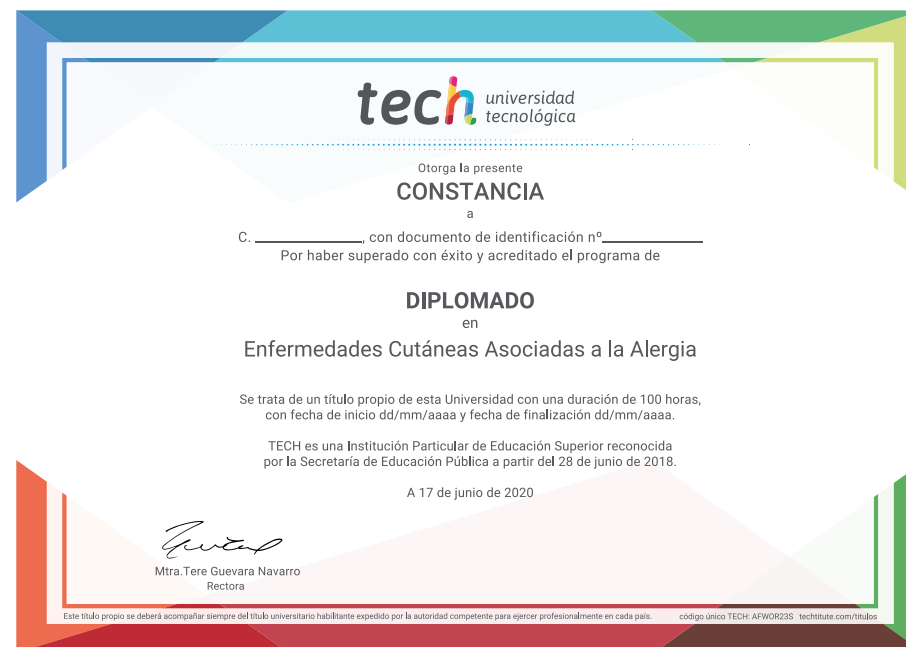 tech universidad
tecnológica
Otorga la presente
CONSTANCIA
a
C. ____________, con documento de identificación nº____________
Por haber superado con éxito y acreditado el programa de
DIPLOMADO
en
Enfermedades Cutáneas Asociadas a la Alergia
Se trata de un título propio de esta Universidad con una duración de 100 horas,
con fecha de inicio dd/mm/aaaa y fecha de finalización dd/mm/aaaa.
TECH es una Institución Particular de Educación Superior reconocida
por la Secretaría de Educación Pública a partir del 28 de junio de 2018.
A 17 de junio de 2020
Mtra.Tere Guevara Navarro
Rectora
Este título propio se deberá acompañar siempre del título universitario habilitante expedido por la autoridad competente para ejercer profesionalmente en cada país. código único TECH: AFWOR23S techtitute.com/titulos